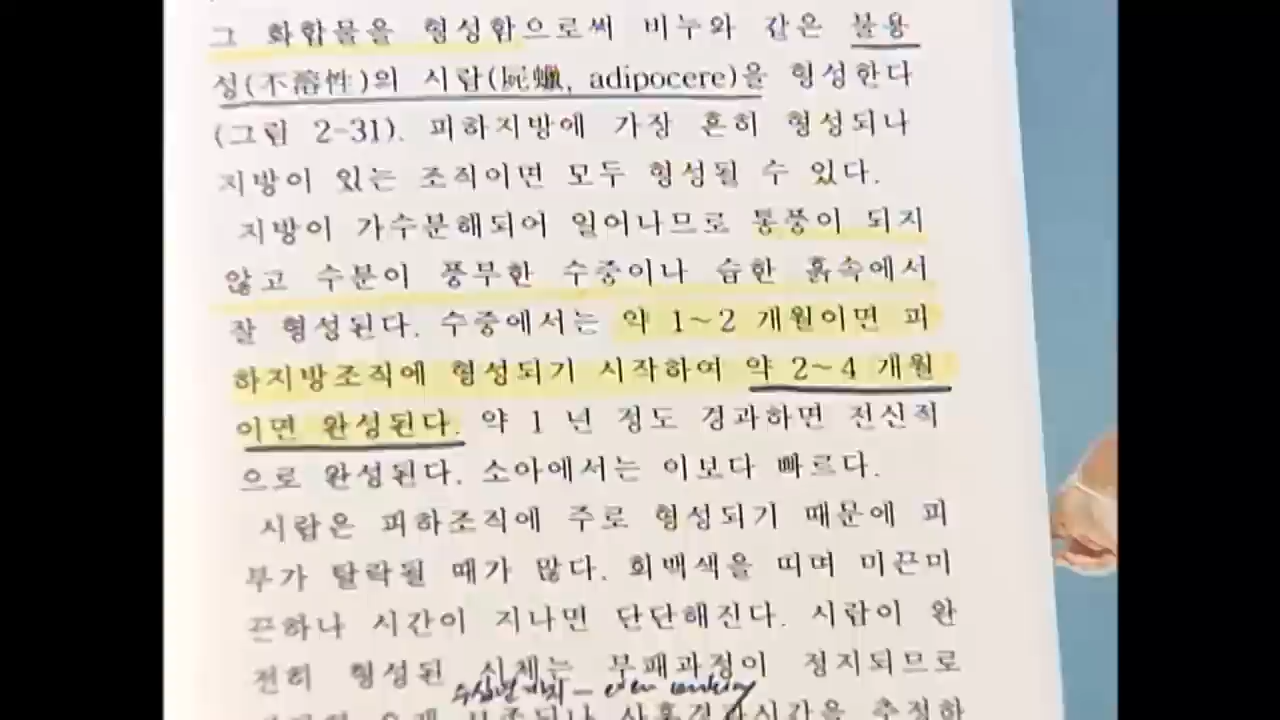 그 화합물을 형성함으로써 비누와 같은 불용
성(不溶性)의 시랍(屍蠟, adipocere)을 형성한다
(그림 2-31). 피하지방에 가장 흔히 형성되나
지방이 있는 조직이면 모두 형성될 수 있다.
지방이 가수분해되어 일어나므로 통풍이 되지
않고 수분이 풍부한 수중이나 습한 흙속에서
잘 형성된다. 수중에서는 약 1~2 개월이면 피
하지방조직에 형성되기 시작하여 약 2~4 개월
이면 완성된다. 약 1 년 정도 경과하면 전신적
으로 완성된다. 소아에서는 이보다 빠르다.
시랍은 피하조직에 주로 형성되기 때문에 피
부가 탈락될 때가 많다. 회백색을 띠며 미끈미
끈하나 시간이 지나면 단단해진다. 시랍이 완
전히 형성된 시체는 부패과정이 정지되므로
사후경과시간을 추정하